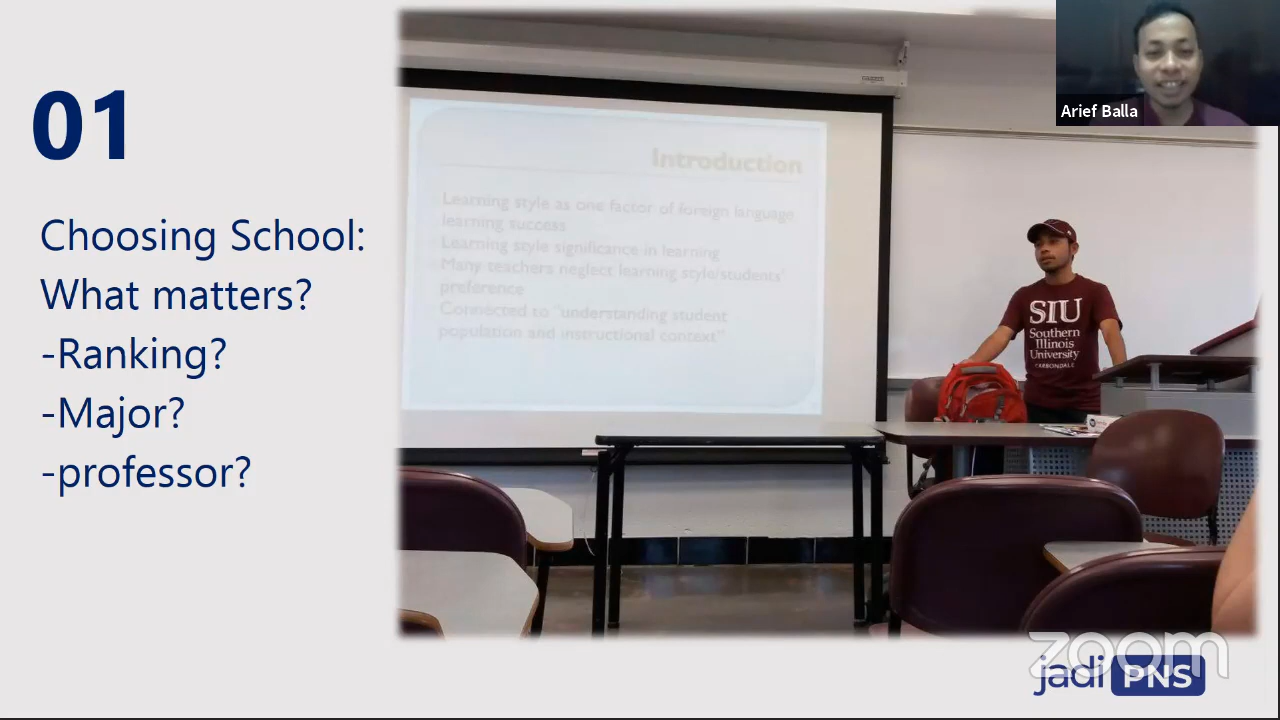 01
Choosing School:
What matters?
-Ranking?
-Major?
-professor?
Introduction
Learning style as one factor of foreign language
learning success
Learning style significance in learning
Many teachers neglect learning style/students'
preference
Connected to "understanding student
population and instructional context"
Arief Balla
SIU
Southern
Illinois
University
CARBONDALE
zoom
jadi PNS